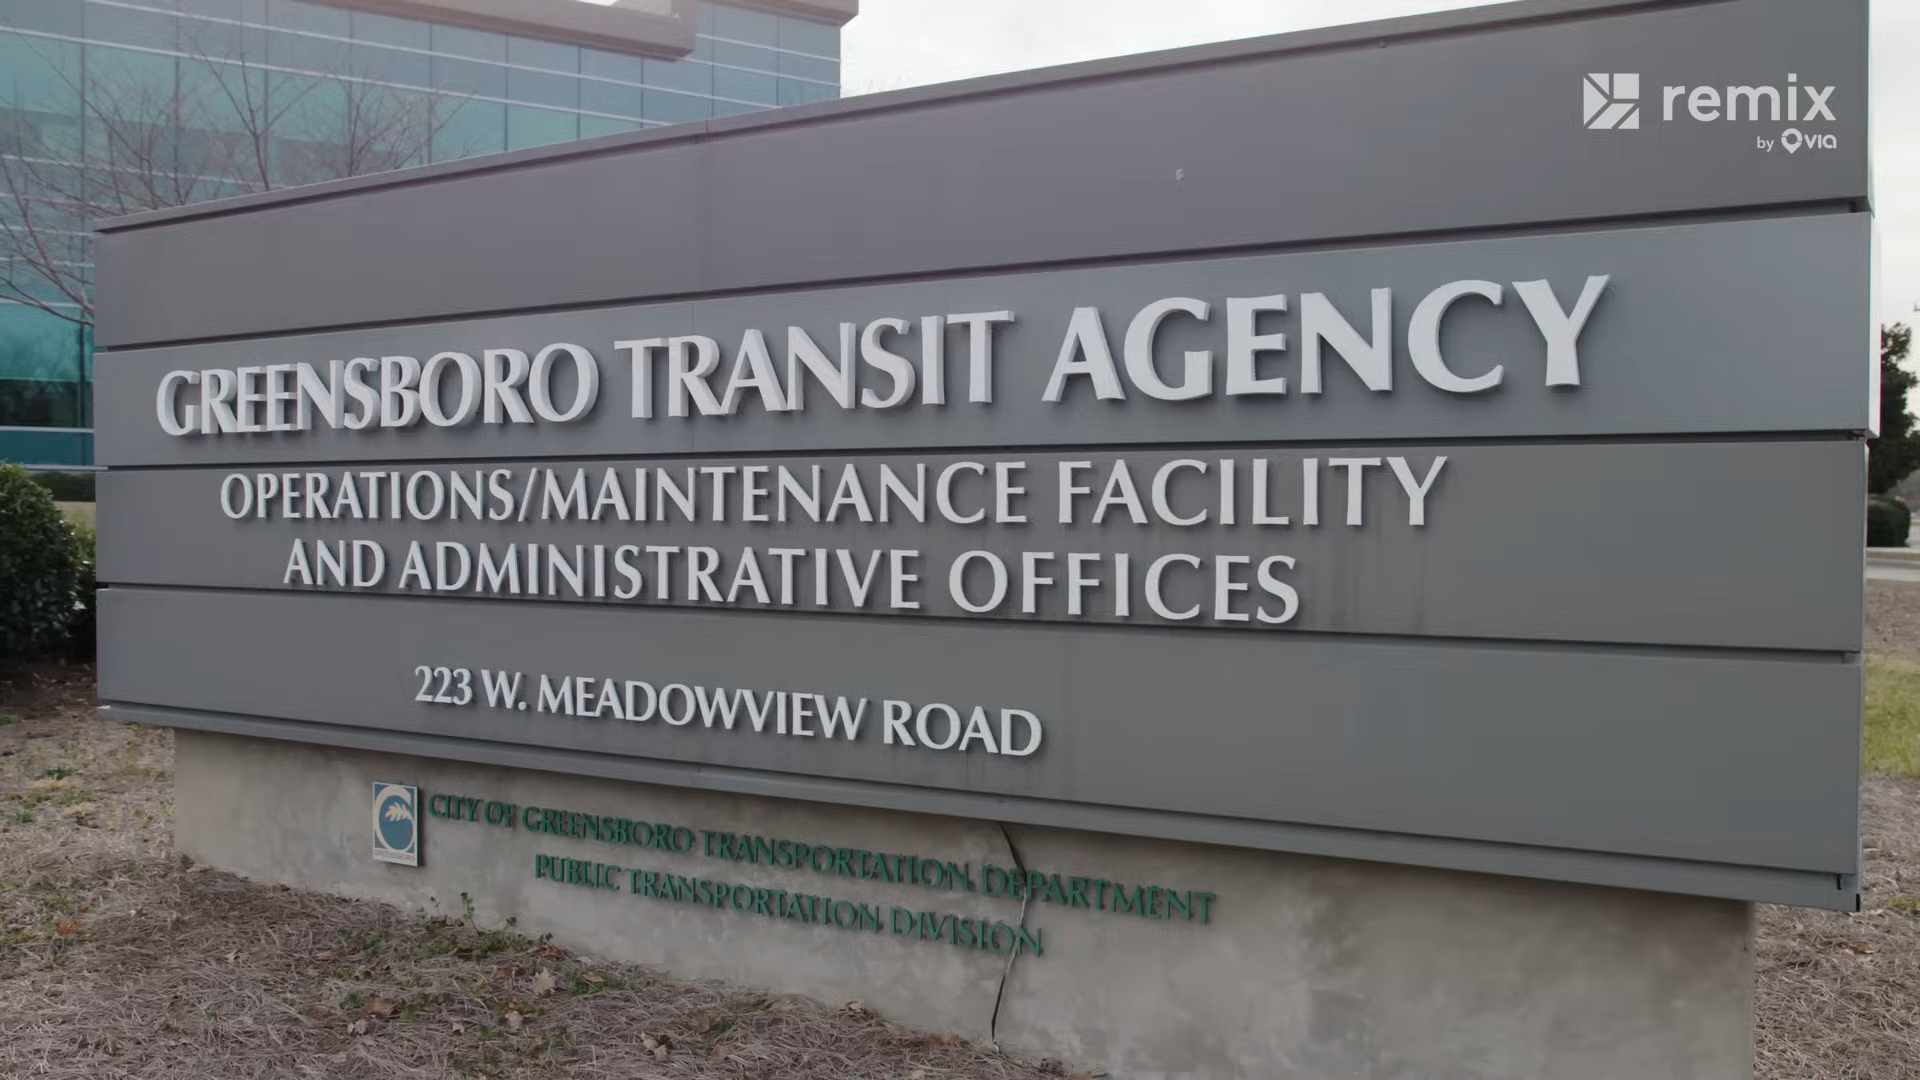 remix
by via
GREENSBORO TRANSIT AGENCY
OPERATIONS/MAINTENANCE FACILITY
AND ADMINISTRATIVE OFFICES
223 W. MEADOWVIEW ROAD
CITY OF GREENSBORO TRANSPORTATION DEPARTMENT
PUBLIC TRANSPORTATION DIVISION